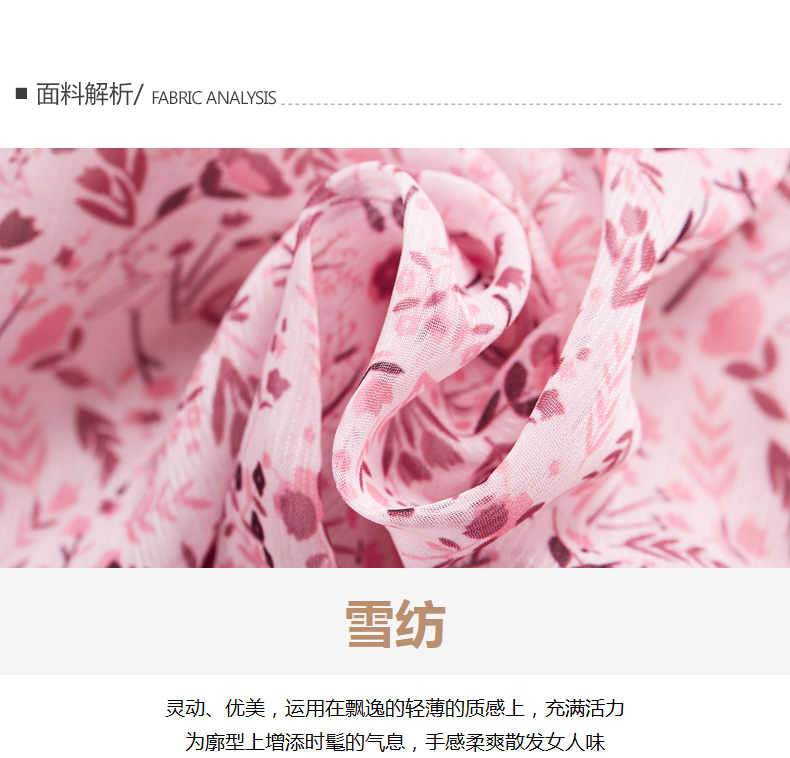 ■ 面料解析/ FABRIC ANALYSIS
雪纺
灵动、优美，运用在飘逸的轻薄的质感上，充满活力
为廓型上增添时髦的气息，手感柔爽散发女人味